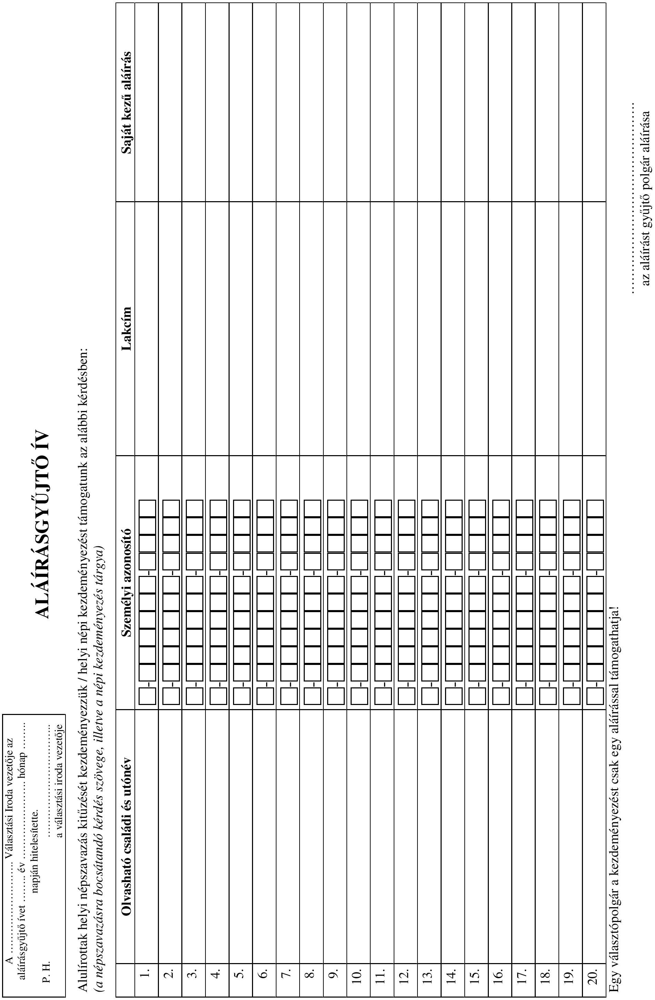 A ………………………. Választási Iroda vezetője az
aláírásgyűjtő ívet …….. év …………………. hónap ……..
napján hitelesítette.
P. H.
…………………………….
a választási iroda vezetője
ALÁÍRÁSGYŰJTŐ ÍV
Alulírottak helyi népszavazás kitűzését kezdeményezzük / helyi népi kezdeményezést támogatunk az alábbi kérdésben:
(a népszavazásra bocsátandó kérdés szövege, illetve a népi kezdeményezés tárgya)
Olvasható családi és utónév Személyi azonosító Lakcím Saját kezű aláírás
1. - -
2. - -
3. - -
4. - -
5. - -
6. - -
7. - -
8. - -
9. - -
10. - -
11. - -
12. - -
13. - -
14. - -
15. - -
16. - -
17. - -
18. - -
19. - -
20. - -
Egy választópolgár a kezdeményezést csak egy aláírással támogathatja!
……………………………………………
az aláírást gyűjtő polgár aláírása